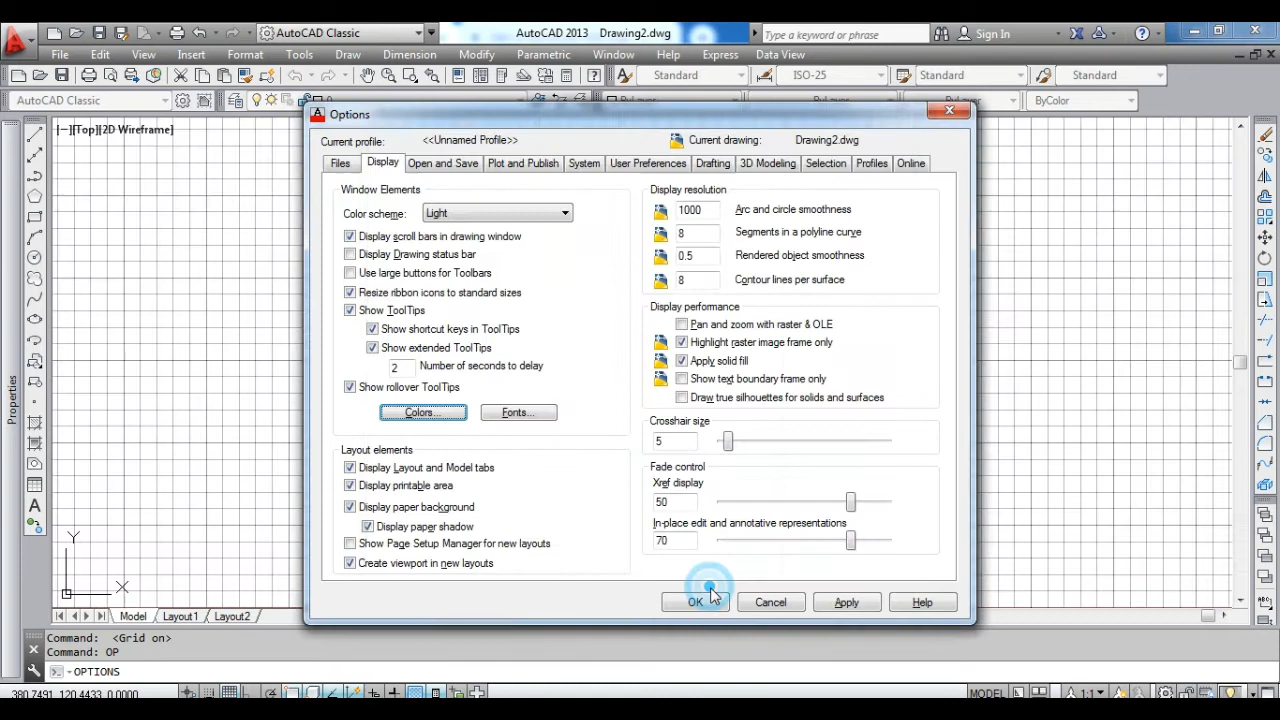 AutoCAD Classic
AutoCAD 2013 Drawing2.dwg
Type a keyword or phrase
Sign In
File Edit View Insert Format Tools Draw Dimension Modify Parametric Window Help Express Data View
Standard ISO-25 Standard Standard
AutoCAD Classic
ByColor
[−][Top][2D Wireframe]
Options
Current profile: <<Unnamed Profile>> Current drawing: Drawing2.dwg
Files Display Open and Save Plot and Publish System User Preferences Drafting 3D Modeling Selection Profiles Online
Window Elements
Color scheme: Light
Display scroll bars in drawing window
Display Drawing status bar
Use large buttons for Toolbars
Resize ribbon icons to standard sizes
Show ToolTips
Show shortcut keys in ToolTips
Show extended ToolTips
2 Number of seconds to delay
Show rollover ToolTips
Colors... Fonts...
Layout elements
Display Layout and Model tabs
Display printable area
Display paper background
Display paper shadow
Show Page Setup Manager for new layouts
Create viewport in new layouts
Display resolution
1000 Arc and circle smoothness
8 Segments in a polyline curve
0.5 Rendered object smoothness
8 Contour lines per surface
Display performance
Pan and zoom with raster & OLE
Highlight raster image frame only
Apply solid fill
Show text boundary frame only
Draw true silhouettes for solids and surfaces
Crosshair size
5
Fade control
Xref display
50
In-place edit and annotative representations
70
OK Cancel Apply Help
Properties
Y
X
Model Layout1 Layout2
Command: <Grid on>
Command: OP
OPTIONS
380.7491, 120.4433, 0.0000
MODEL
1:1